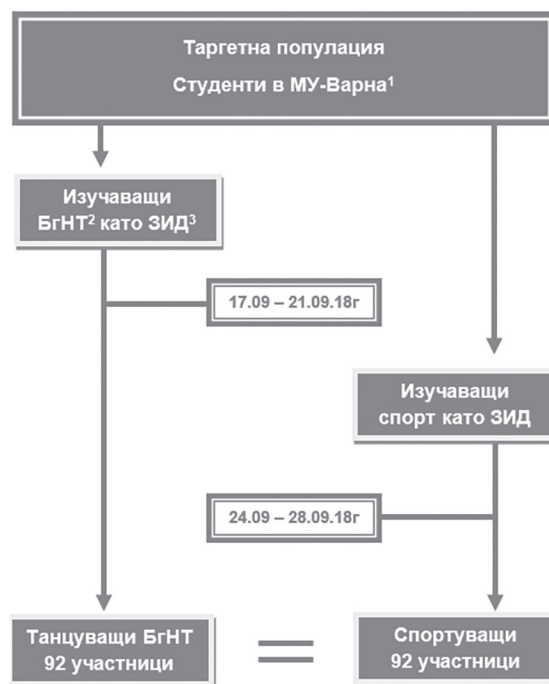 Таргетна популация
Студенти в МУ-Варна¹
Изучаващи
БгНТ² като ЗИД³
17.09 – 21.09.18г
Изучаващи
спорт като ЗИД
24.09 – 28.09.18г
Танцуващи БгНТ
92 участници
=
Спортуващи
92 участници